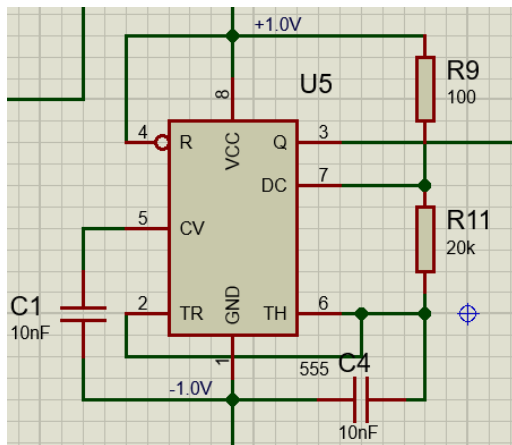 +1.0V
U5
R9
100
8
4
R
VCC
Q
3
DC
7
R11
20k
5
CV
C1
10nF
2
TR
GND
TH
6
1
555
C4
-1.0V
10nF